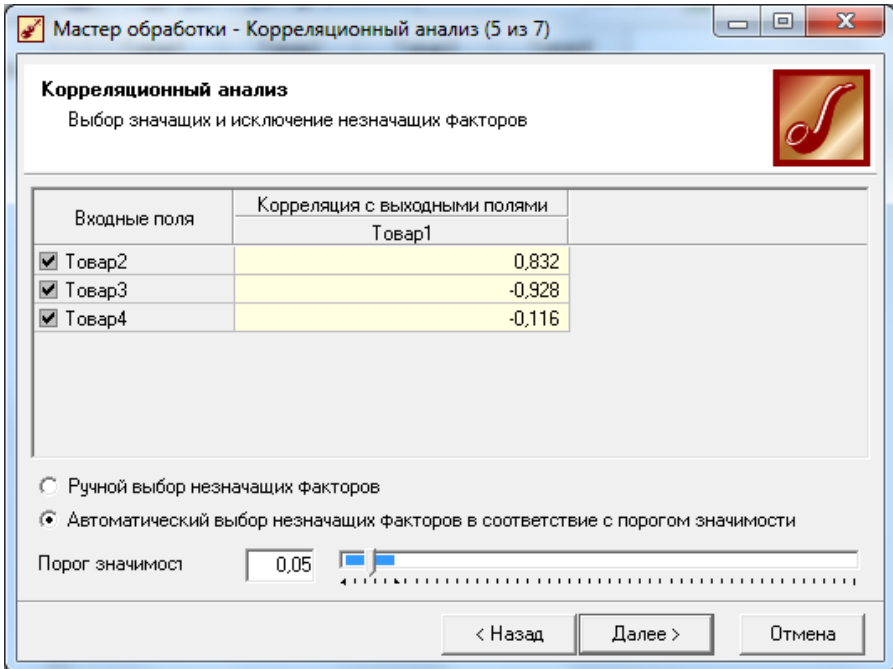 Мастер обработки - Корреляционный анализ (5 из 7)
Корреляционный анализ
Выбор значащих и исключение незначащих факторов
Входные поля
Корреляция с выходными полями
Товар1
Товар2 0,832
Товар3 -0,928
Товар4 -0,116
Ручной выбор незначащих факторов
Автоматический выбор незначащих факторов в соответствие с порогом значимости
Порог значимост 0,05
< Назад Далее > Отмена